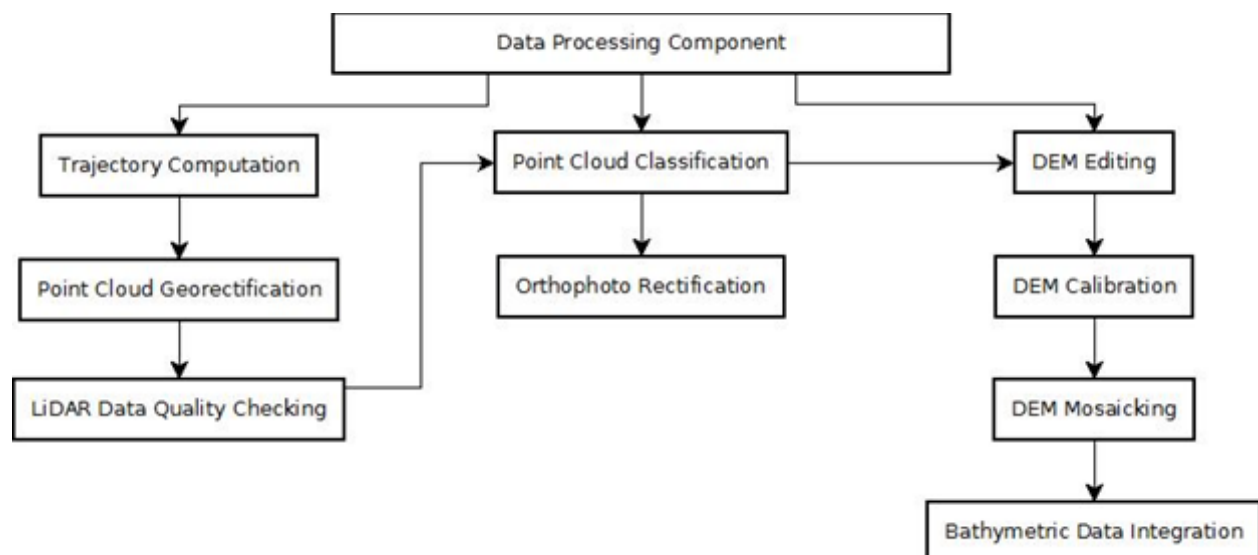 Data Processing Component
Trajectory Computation
Point Cloud Classification
DEM Editing
Point Cloud Georectification
Orthophoto Rectification
DEM Calibration
LiDAR Data Quality Checking
DEM Mosaicking
Bathymetric Data Integration